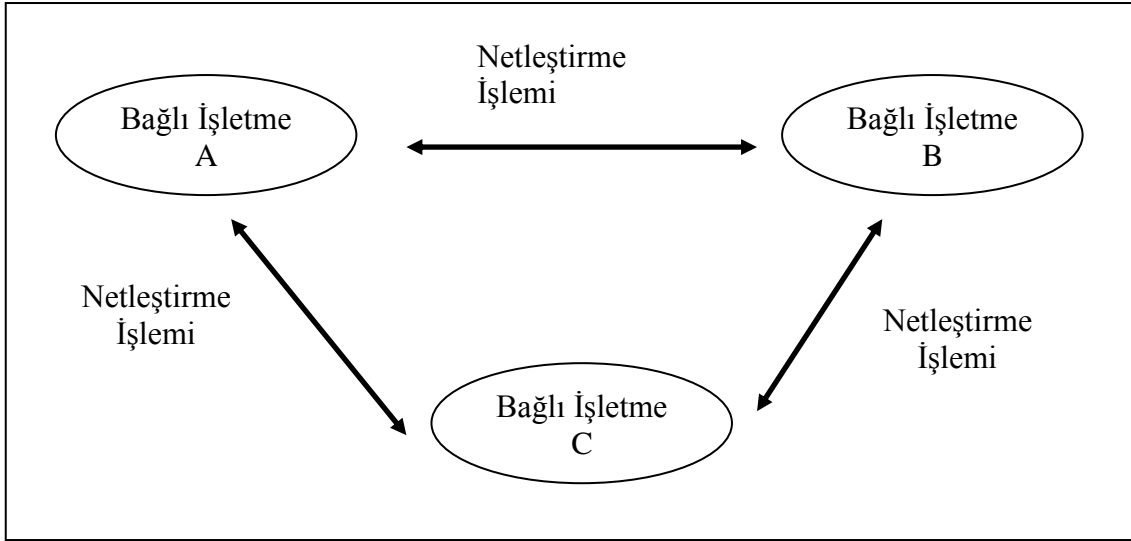 Netleştirme
İşlemi
Bağlı İşletme
A
Bağlı İşletme
B
Netleştirme
İşlemi
Netleştirme
İşlemi
Bağlı İşletme
C